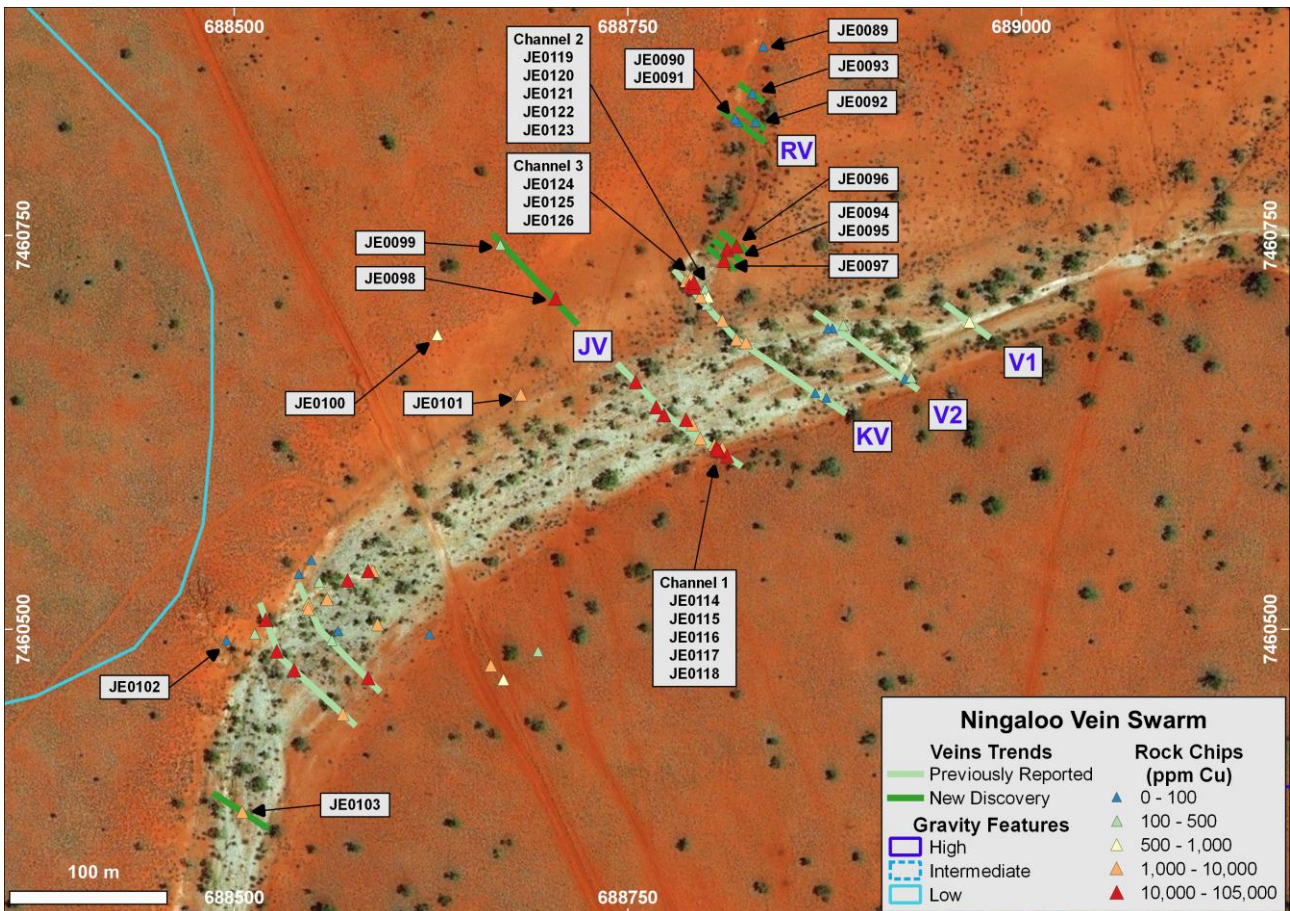 688500
688750
689000
Channel 2
JE0119
JE0120
JE0121
JE0122
JE0123
JE0090
JE0091
JE0089
JE0093
JE0092
RV
Channel 3
JE0124
JE0125
JE0126
JE0096
JE0094
JE0095
JE0097
7460750
7460750
JE0099
JE0098
JV
JE0100
JE0101
V1
V2
KV
Channel 1
JE0114
JE0115
JE0116
JE0117
JE0118
7460500
7460500
JE0102
JE0103
100 m
688500
688750
Ningaloo Vein Swarm
Veins Trends
Previously Reported
New Discovery
Gravity Features
High
Intermediate
Low
Rock Chips
(ppm Cu)
0 - 100
100 - 500
500 - 1,000
1,000 - 10,000
10,000 - 105,000